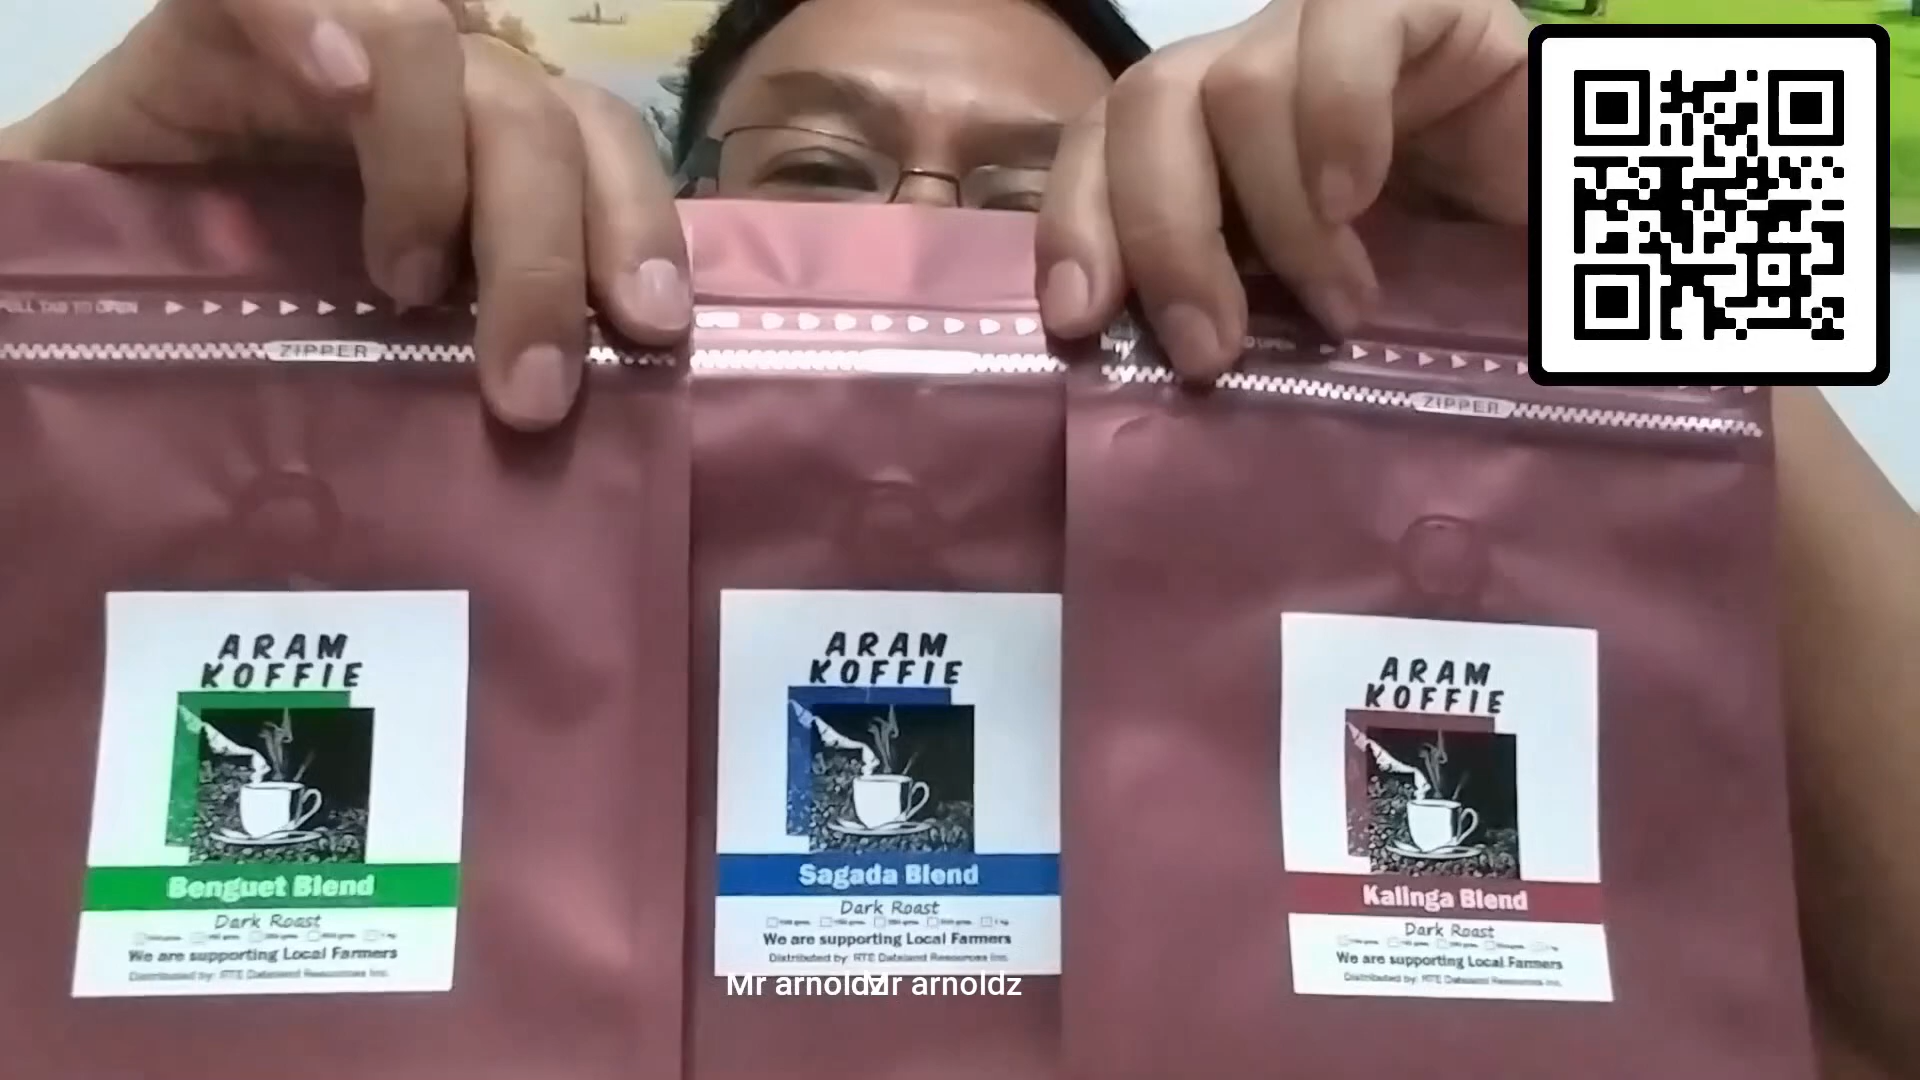 PULL TAB TO OPEN
ZIPPER
ZIPPER
ARAM
KOFFIE
Benguet Blend
Dark Roast
We are supporting Local Farmers
Distributed by: RTE Dateland Resources Inc.
ARAM
KOFFIE
Sagada Blend
Dark Roast
We are supporting Local Farmers
Distributed by: RTE Dateland Resources Inc.
ARAM
KOFFIE
Kalinga Blend
Dark Roast
We are supporting Local Farmers
Distributed by: RTE Dateland Resources Inc.
Mr arnoldz
Mr arnoldz